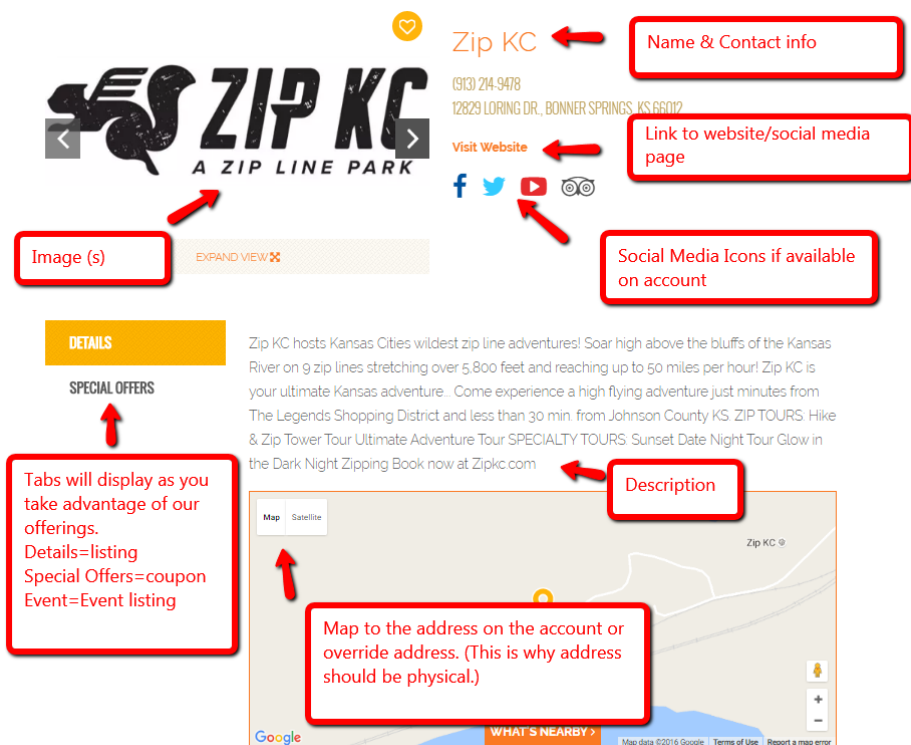 Zip KC
Name & Contact info
(913) 214-9478
12829 LORING DR., BONNER SPRINGS, KS 66012
ZIP KC
A ZIP LINE PARK
Visit Website
Link to website/social media
page
Image (s)
EXPAND VIEW
Social Media Icons if available
on account
DETAILS
SPECIAL OFFERS
Zip KC hosts Kansas Cities wildest zip line adventures! Soar high above the bluffs of the Kansas
River on 9 zip lines stretching over 5,800 feet and reaching up to 50 miles per hour! Zip KC is
your ultimate Kansas adventure... Come experience a high flying adventure just minutes from
The Legends Shopping District and less than 30 min. from Johnson County KS. ZIP TOURS: Hike
& Zip Tower Tour Ultimate Adventure Tour SPECIALTY TOURS: Sunset Date Night Tour Glow in
the Dark Night Zipping Book now at Zipkc.com
Tabs will display as you
take advantage of our
offerings.
Details=listing
Special Offers=coupon
Event=Event listing
Description
Map Satellite
Zip KC
Map to the address on the account or
override address. (This is why address
should be physical.)
+
−
Google
WHAT'S NEARBY >
Map data ©2016 Google Terms of Use Report a map error